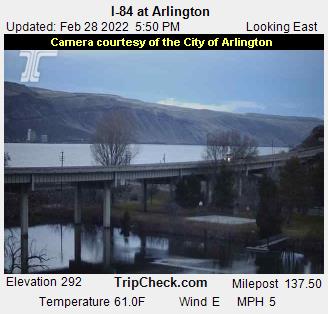 I-84 at Arlington
Updated: Feb 28 2022 5:50 PM Looking East
Camera courtesy of the City of Arlington
Elevation 292 TripCheck.com Milepost 137.50
Temperature 61.0F Wind E MPH 5